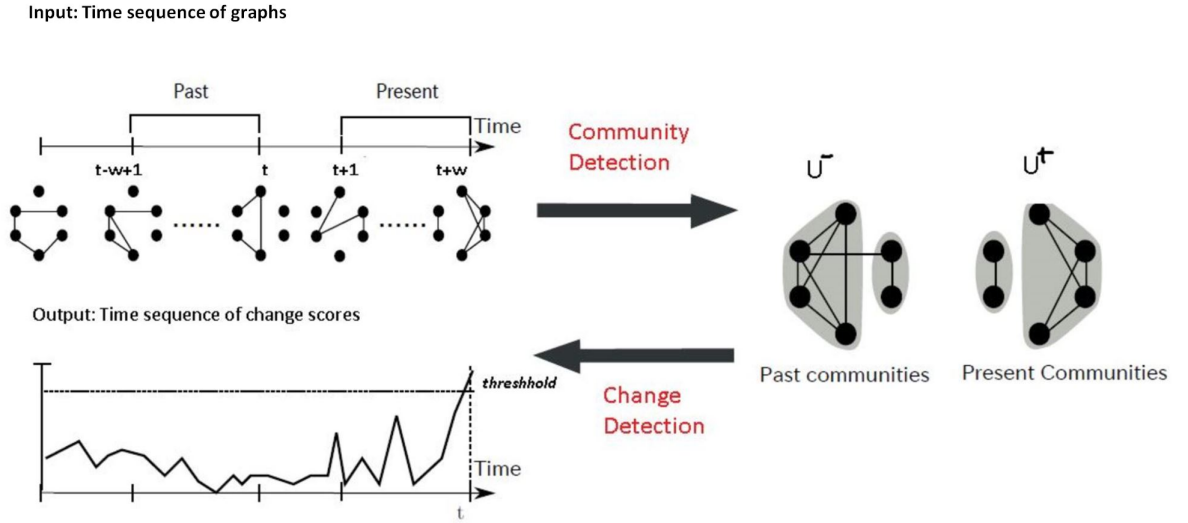 Input: Time sequence of graphs
Past
Present
Time
t-w+1
t
t+1
t+w
Community
Detection
U⁻
U⁺
Past communities
Present Communities
Output: Time sequence of change scores
threshhold
Change
Detection
Time
t